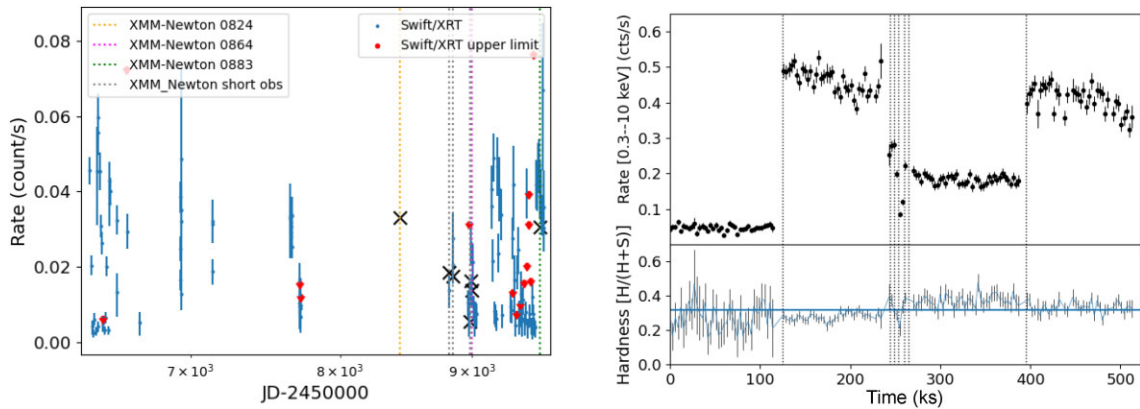 XMM-Newton 0824
XMM-Newton 0864
XMM-Newton 0883
XMM_Newton short obs
Swift/XRT
Swift/XRT upper limit
0.08
0.06
0.04
0.02
0.00
Rate (count/s)
7 × 10³
8 × 10³
9 × 10³
JD-2450000
0.6
0.5
0.4
0.3
0.2
0.1
Rate [0.3--10 keV] (cts/s)
0.6
0.4
0.2
0.0
Hardness [H/(H+S)]
0
100
200
300
400
500
Time (ks)